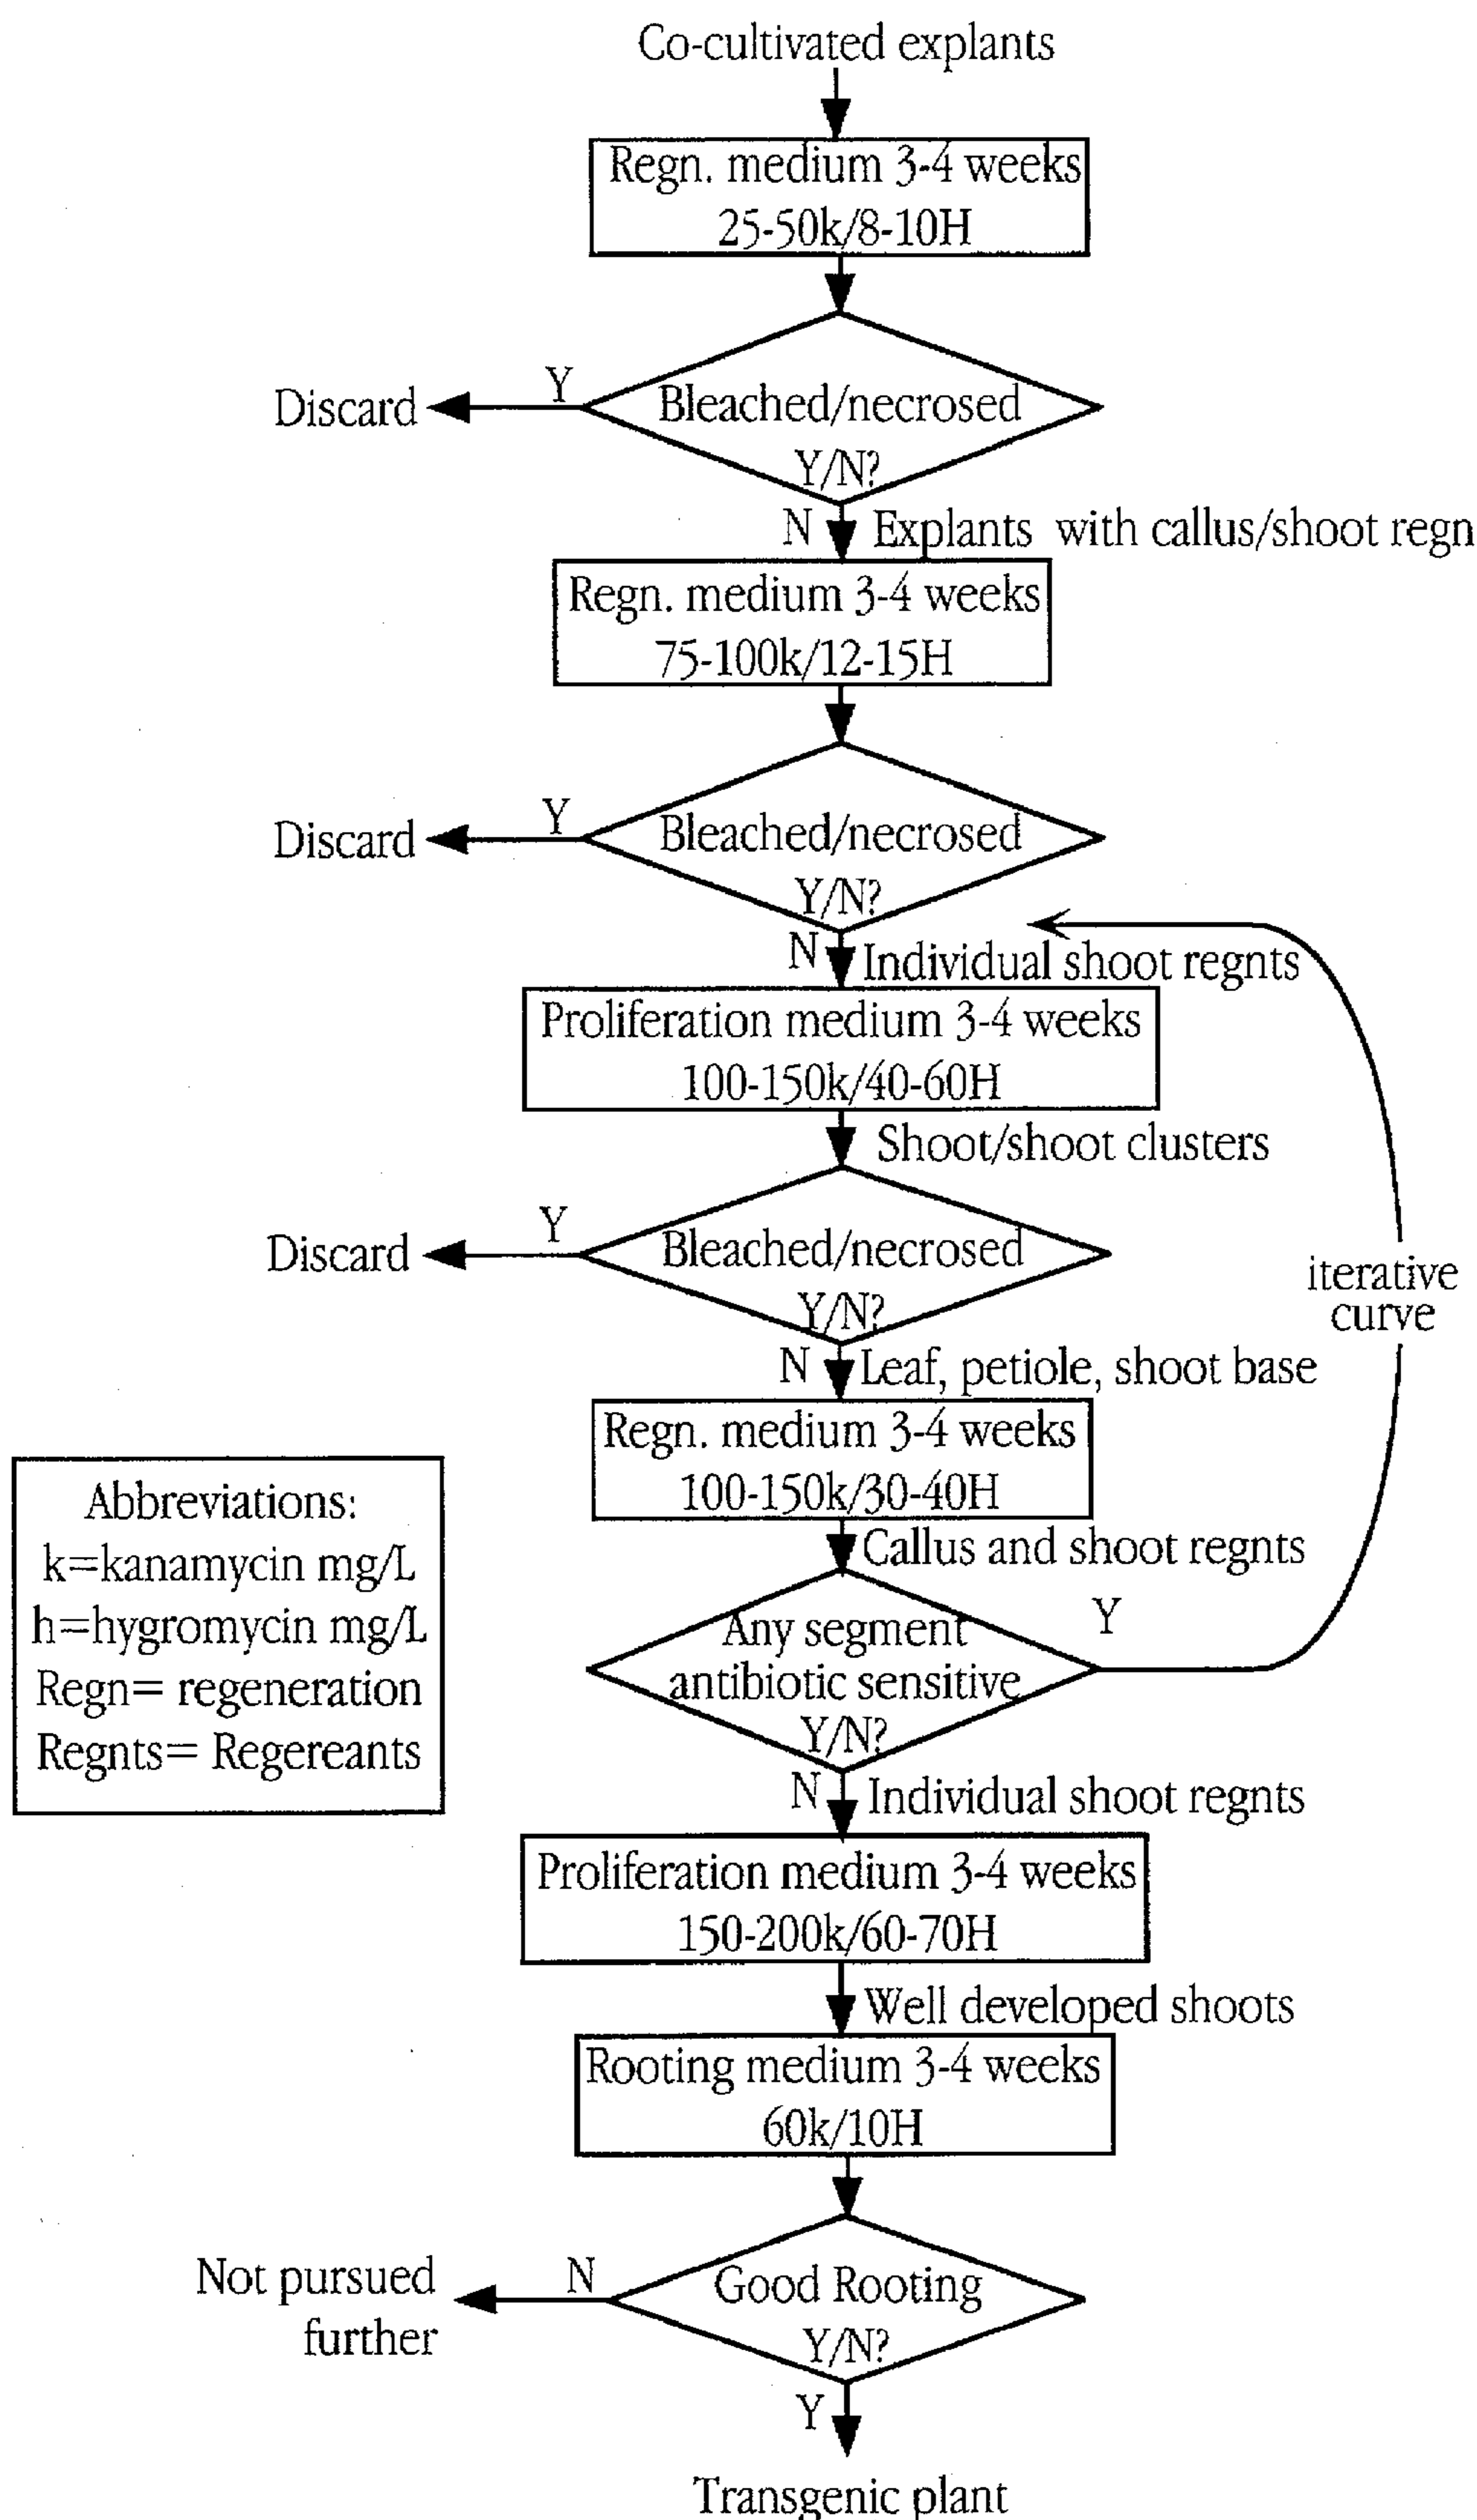 Co-cultivated explants
Regn. medium 3-4 weeks
25-50k/8-10H
Bleached/necrosed
Y/N?
Y
Discard
N
Explants with callus/shoot regn
Regn. medium 3-4 weeks
75-100k/12-15H
Bleached/necrosed
Y/N?
Y
Discard
N
Individual shoot regnts
Proliferation medium 3-4 weeks
100-150k/40-60H
Shoot/shoot clusters
Bleached/necrosed
Y/N?
Y
Discard
iterative
curve
N
Leaf, petiole, shoot base
Regn. medium 3-4 weeks
100-150k/30-40H
Abbreviations:
k=kanamycin mg/L
h=hygromycin mg/L
Regn= regeneration
Regnts= Regereants
Callus and shoot regnts
Any segment
antibiotic sensitive
Y/N?
Y
N
Individual shoot regnts
Proliferation medium 3-4 weeks
150-200k/60-70H
Well developed shoots
Rooting medium 3-4 weeks
60k/10H
Good Rooting
Y/N?
N
Not pursued
further
Y
Transgenic plant